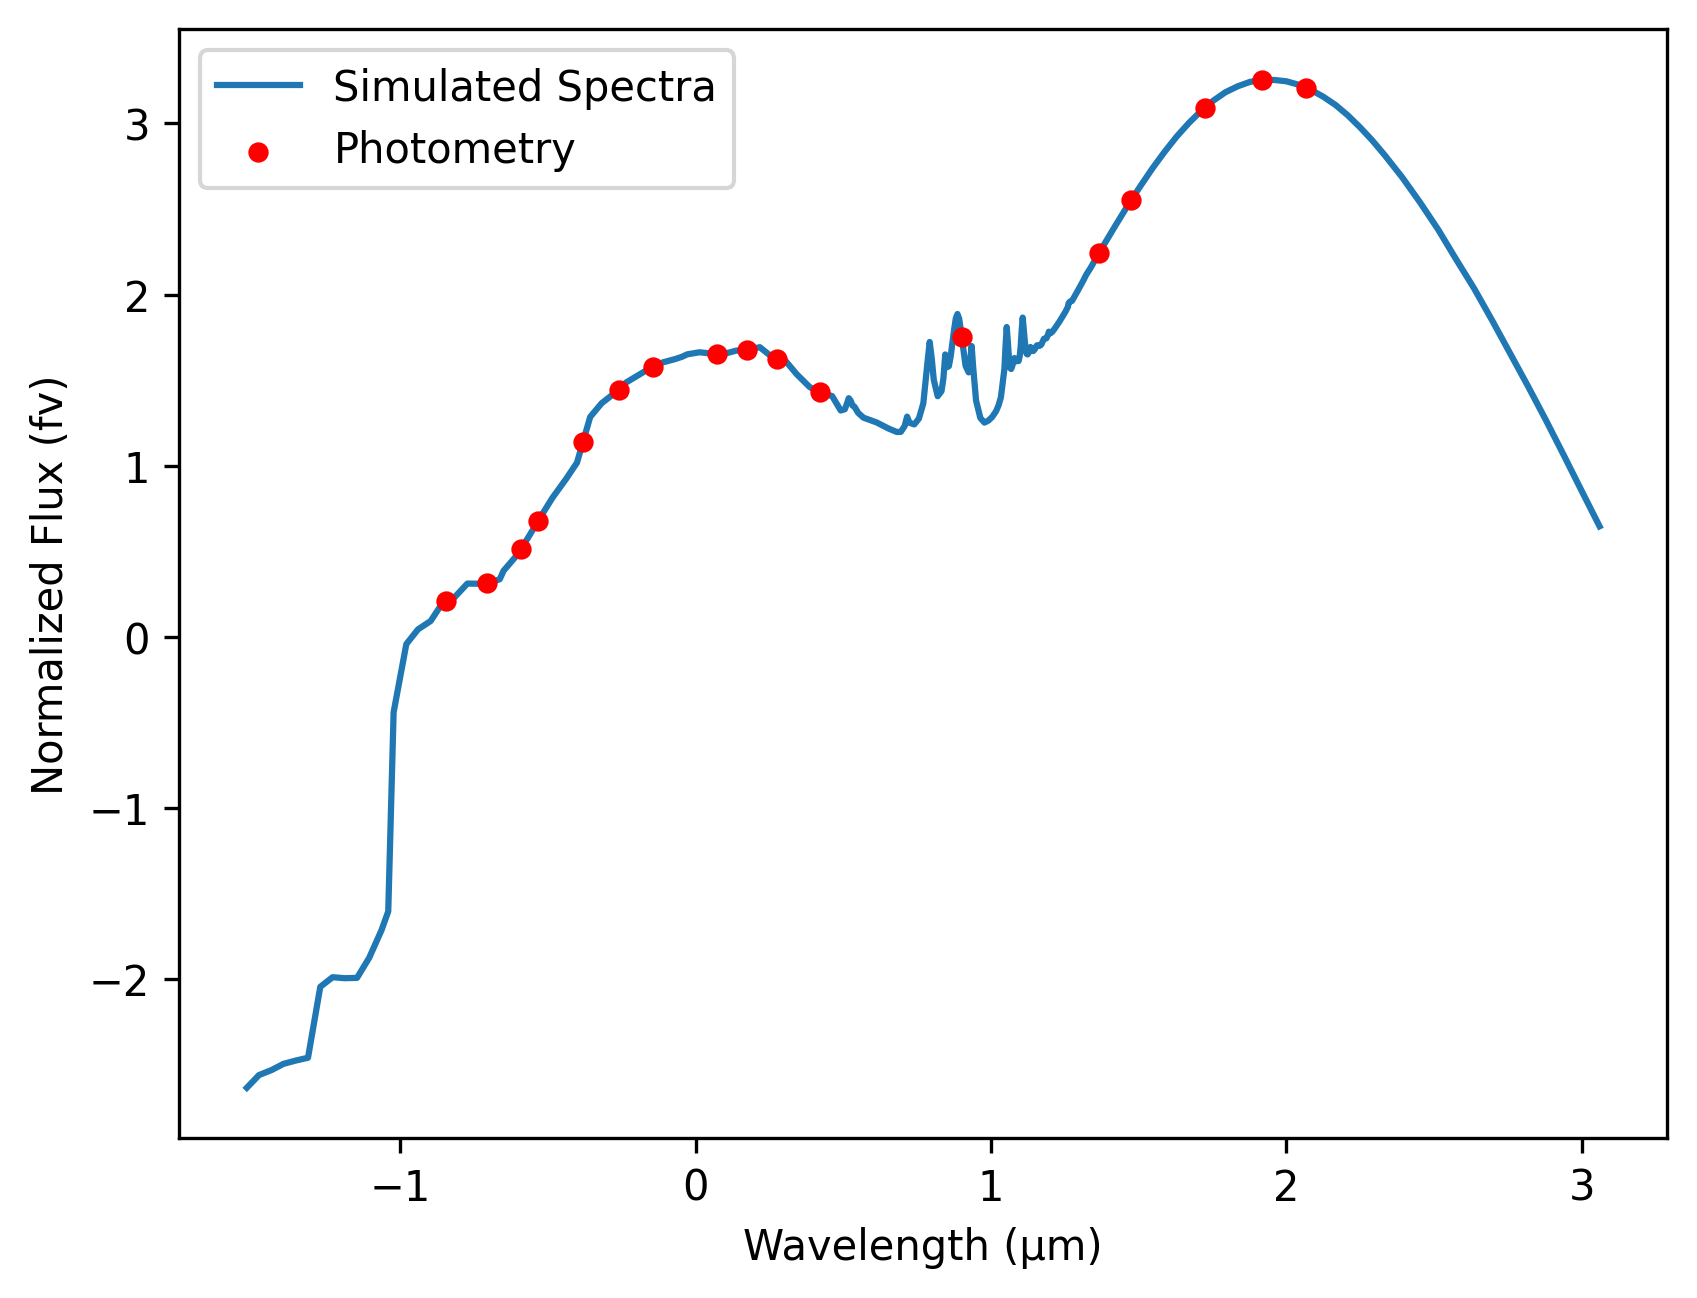 Simulated Spectra
Photometry
Normalized Flux (fν)
3
2
1
0
−1
−2
−1
0
1
2
3
Wavelength (μm)